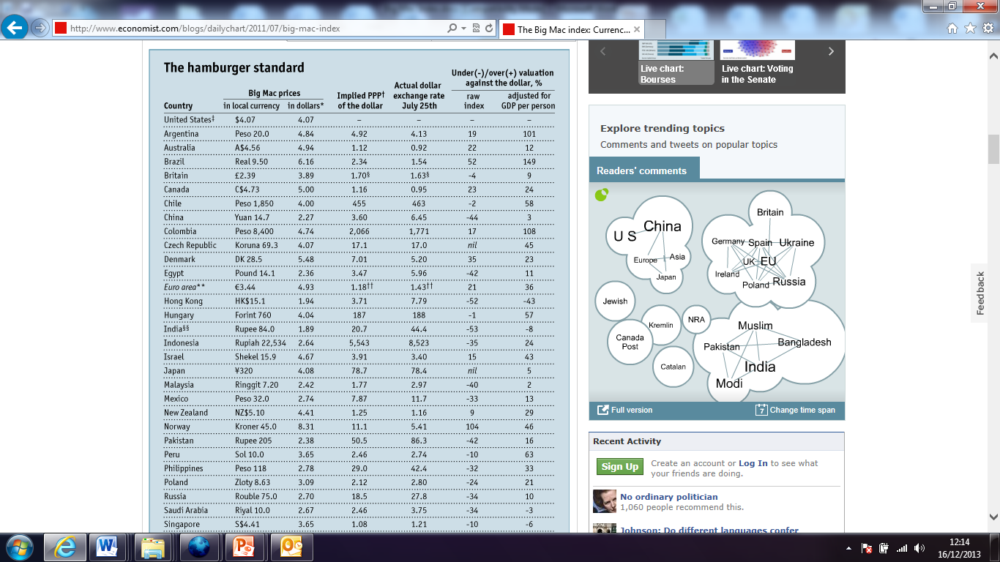 http://www.economist.com/blogs/dailychart/2011/07/big-mac-index
The Big Mac index: Currenc...
The hamburger standard
Country
Big Mac prices
in local currency in dollars*
Implied PPP†
of the dollar
Actual dollar
exchange rate
July 25th
Under(-)/over(+) valuation
against the dollar, %
raw
index
adjusted for
GDP per person
United States‡ $4.07 4.07 – – – –
Argentina Peso 20.0 4.84 4.92 4.13 19 101
Australia A$4.56 4.94 1.12 0.92 22 12
Brazil Real 9.50 6.16 2.34 1.54 52 149
Britain £2.39 3.89 1.70§ 1.63§ -4 9
Canada C$4.73 5.00 1.16 0.95 23 24
Chile Peso 1,850 4.00 455 463 -2 58
China Yuan 14.7 2.27 3.60 6.45 -44 3
Colombia Peso 8,400 4.74 2,066 1,771 17 108
Czech Republic Koruna 69.3 4.07 17.1 17.0 nil 45
Denmark DK 28.5 5.48 7.01 5.20 35 23
Egypt Pound 14.1 2.36 3.47 5.96 -42 11
Euro area** €3.44 4.93 1.18†† 1.43†† 21 36
Hong Kong HK$15.1 1.94 3.71 7.79 -52 -43
Hungary Forint 760 4.04 187 188 -1 57
India§§ Rupee 84.0 1.89 20.7 44.4 -53 -8
Indonesia Rupiah 22,534 2.64 5,543 8,523 -35 24
Israel Shekel 15.9 4.67 3.91 3.40 15 43
Japan ¥320 4.08 78.7 78.4 nil 5
Malaysia Ringgit 7.20 2.42 1.77 2.97 -40 2
Mexico Peso 32.0 2.74 7.87 11.7 -33 13
New Zealand NZ$5.10 4.41 1.25 1.16 9 29
Norway Kroner 45.0 8.31 11.1 5.41 104 46
Pakistan Rupee 205 2.38 50.5 86.3 -42 16
Peru Sol 10.0 3.65 2.46 2.74 -10 63
Philippines Peso 118 2.78 29.0 42.4 -32 33
Poland Zloty 8.63 3.09 2.12 2.80 -24 21
Russia Rouble 75.0 2.70 18.5 27.8 -34 10
Saudi Arabia Riyal 10.0 2.67 2.46 3.75 -34 -3
Singapore S$4.41 3.65 1.08 1.21 -10 -6
Live chart:
Bourses
Live chart: Voting
in the Senate
Explore trending topics
Comments and tweets on popular topics
Readers' comments
China
U S
Europe
Asia
Japan
Britain
Germany
Spain
Ukraine
UK
EU
Ireland
Poland
Russia
Jewish
Kremlin
NRA
Canada
Post
Catalan
Muslim
Pakistan
Bangladesh
India
Modi
Full version
7 Change time span
Recent Activity
Sign Up
Create an account or Log In to see what
your friends are doing.
No ordinary politician
1,060 people recommend this.
Johnson: Do different languages confer
Feedback
12:14
16/12/2013